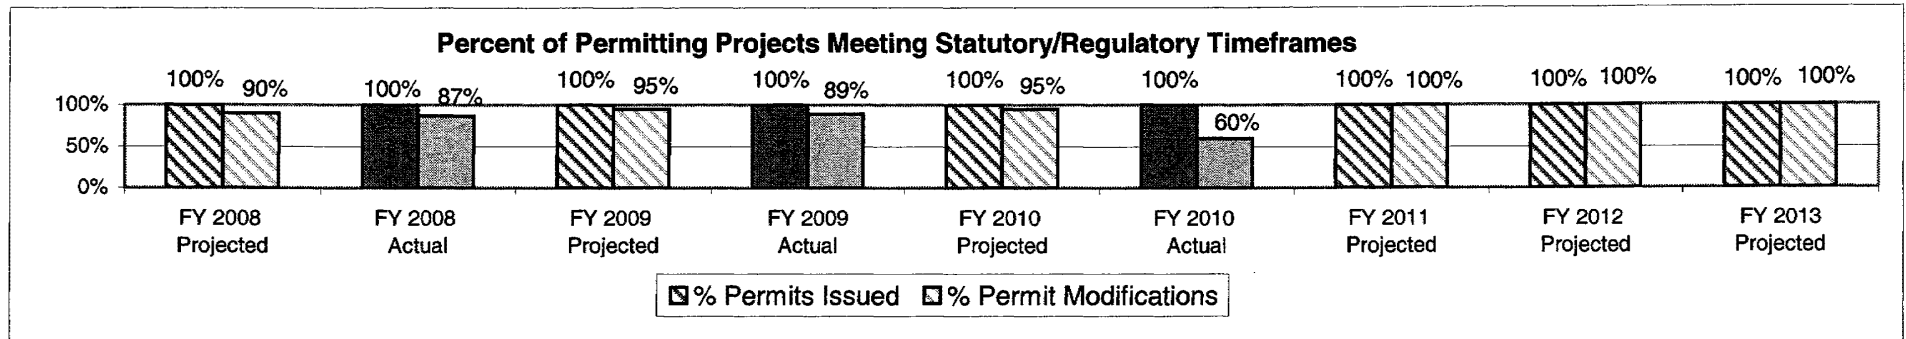 Percent of Permitting Projects Meeting Statutory/Regulatory Timeframes
100% 90% 100% 87% 100% 95% 100% 89% 100% 95% 100% 60% 100% 100% 100% 100% 100% 100%
100%
50%
0%
FY 2008 FY 2008 FY 2009 FY 2009 FY 2010 FY 2010 FY 2011 FY 2012 FY 2013
Projected Actual Projected Actual Projected Actual Projected Projected Projected
% Permits Issued % Permit Modifications